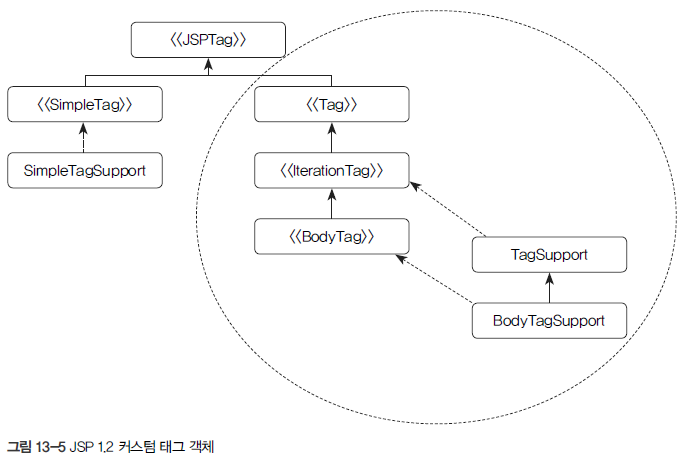 《JSPTag》
《SimpleTag》
《Tag》
SimpleTagSupport
《IterationTag》
《BodyTag》
TagSupport
BodyTagSupport
그림 13-5 JSP 1.2 커스텀 태그 객체